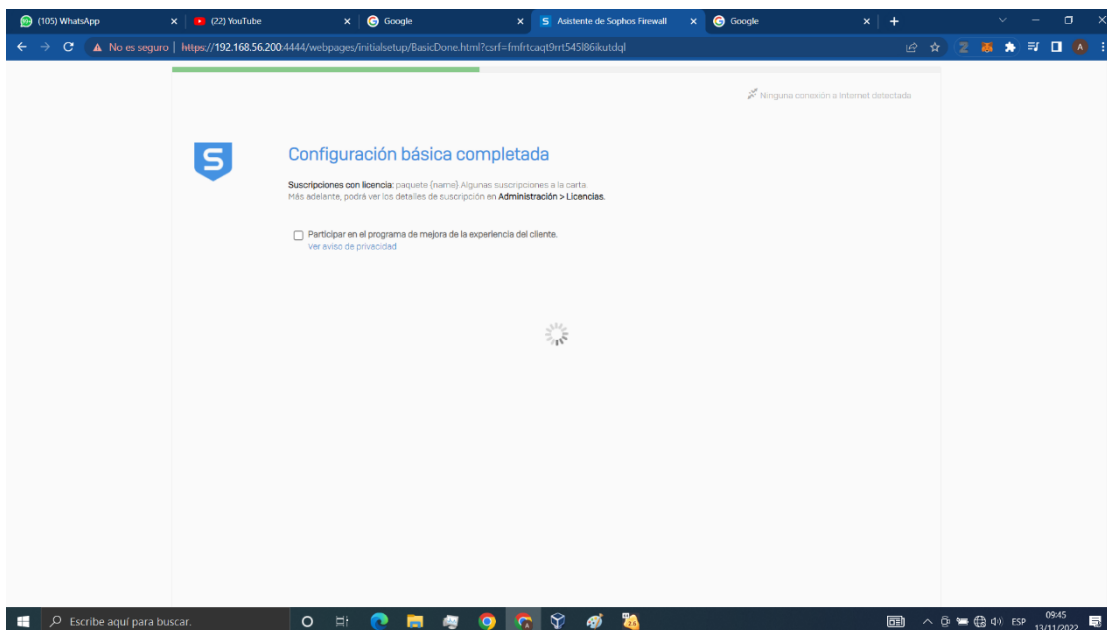 (105) WhatsApp
(22) YouTube
Google
Asistente de Sophos Firewall
Google
No es seguro | https://192.168.56.200:4444/webpages/initialsetup/BasicDone.html?csrf=fmfrtcaqt9rrt545l86ikutdql
Ninguna conexión a Internet detectada
Configuración básica completada
Suscripciones con licencia: paquete {name} Algunas suscripciones a la carta
Más adelante, podrá ver los detalles de suscripción en Administración > Licencias.
Participar en el programa de mejora de la experiencia del cliente.
Ver aviso de privacidad
Escribe aquí para buscar.
ESP
09:45
13/11/2022